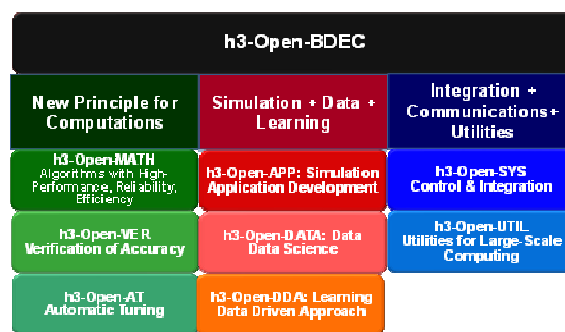 h3-Open-BDEC
New Principle for
Computations
Simulation + Data +
Learning
Integration +
Communications+
Utilities
h3-Open-MATH
Algorithms with High-
Performance, Reliability,
Efficiency
h3-Open-APP: Simulation
Application Development
h3-Open-SYS
Control & Integration
h3-Open-VER
Verification of Accuracy
h3-Open-DATA: Data
Data Science
h3-Open-UTIL
Utilities for Large-Scale
Computing
h3-Open-AT
Automatic Tuning
h3-Open-DDA: Learning
Data Driven Approach